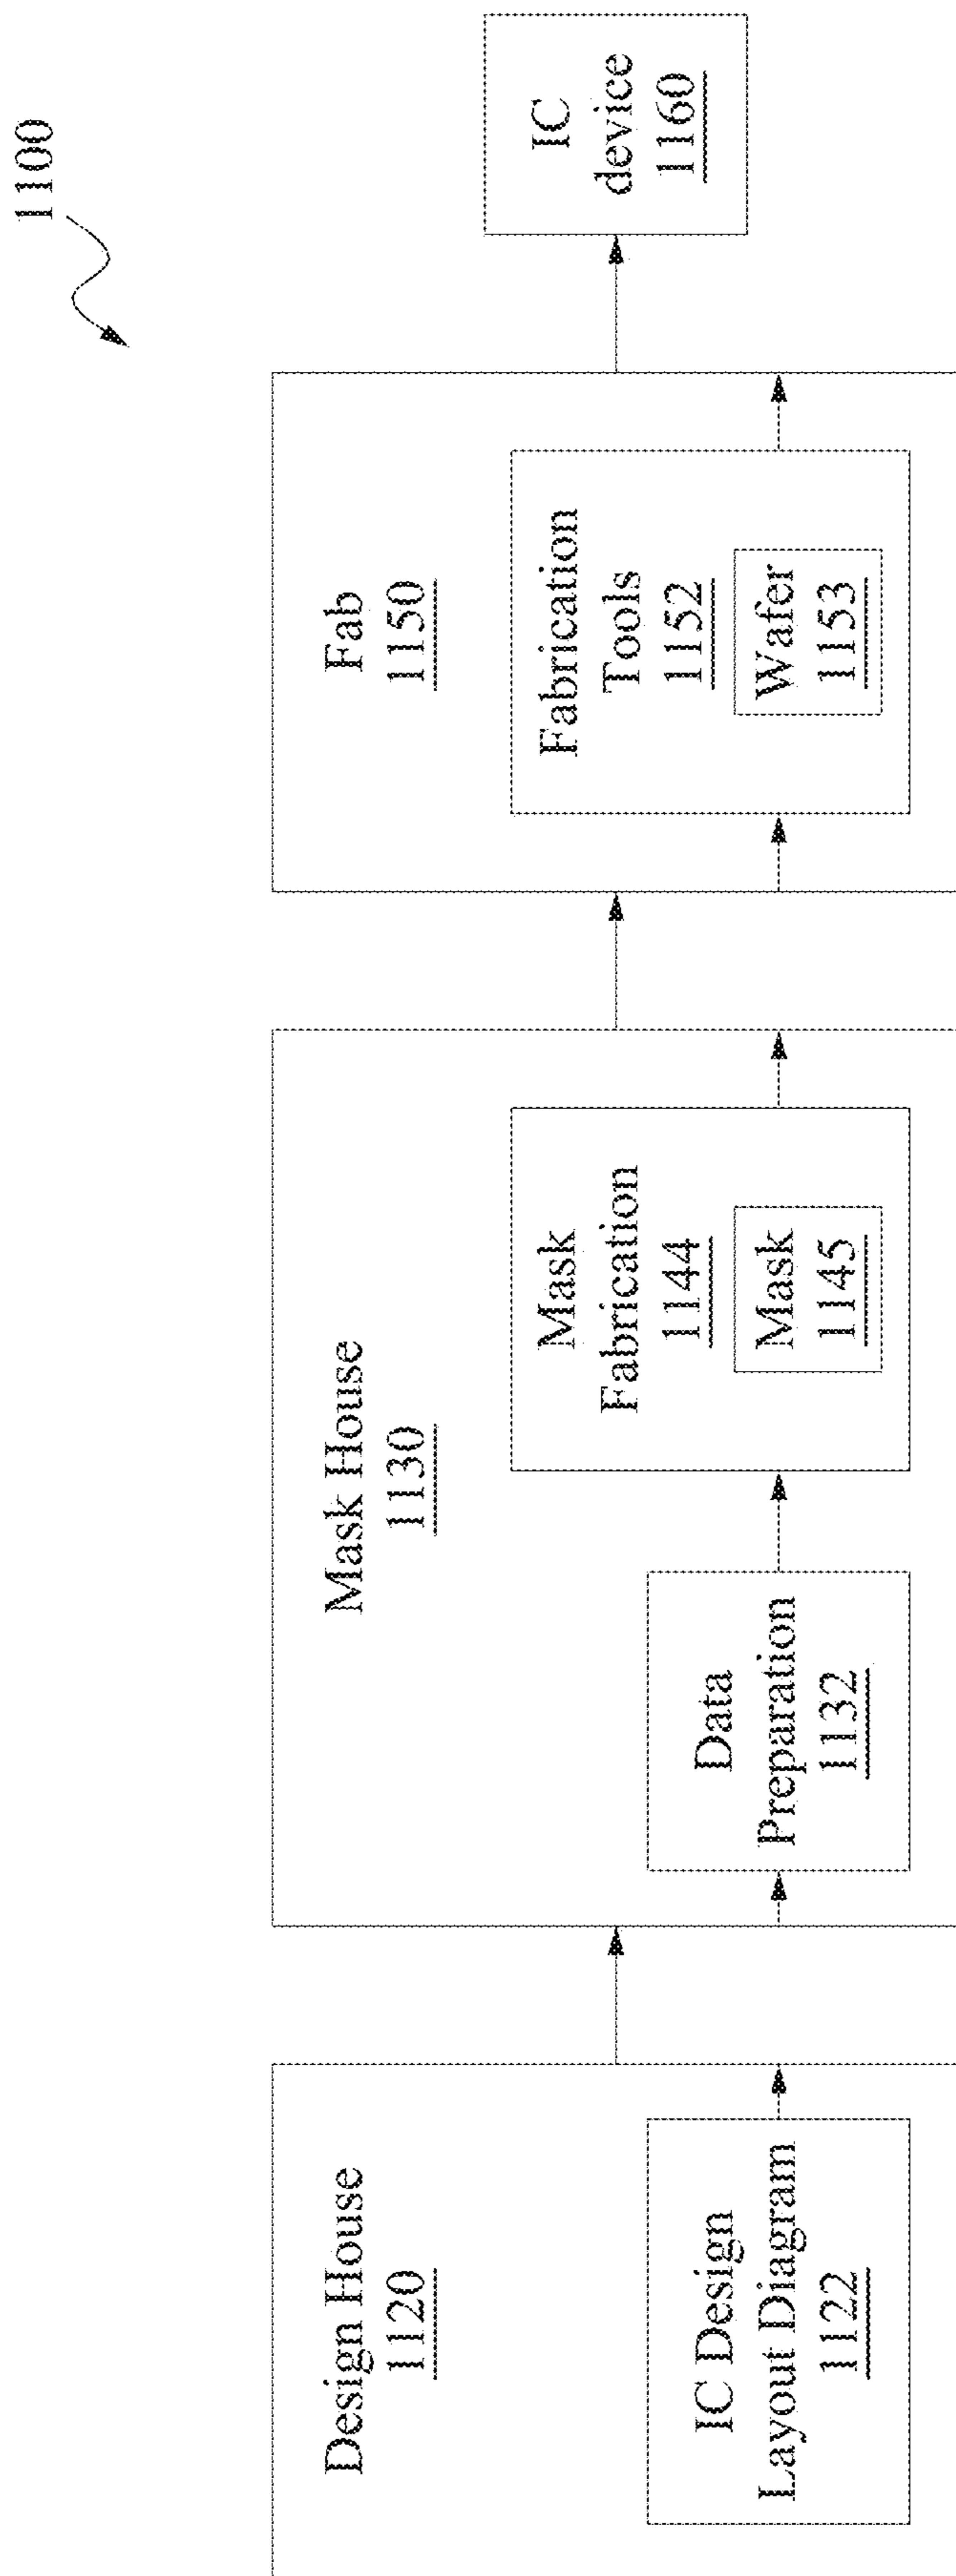 1100
Design House
1120
IC Design
Layout Diagram
1122
Mask House
1130
Data
Preparation
1132
Mask
Fabrication
1144
Mask
1145
Fab
1150
Fabrication
Tools
1152
Wafer
1153
IC
device
1160